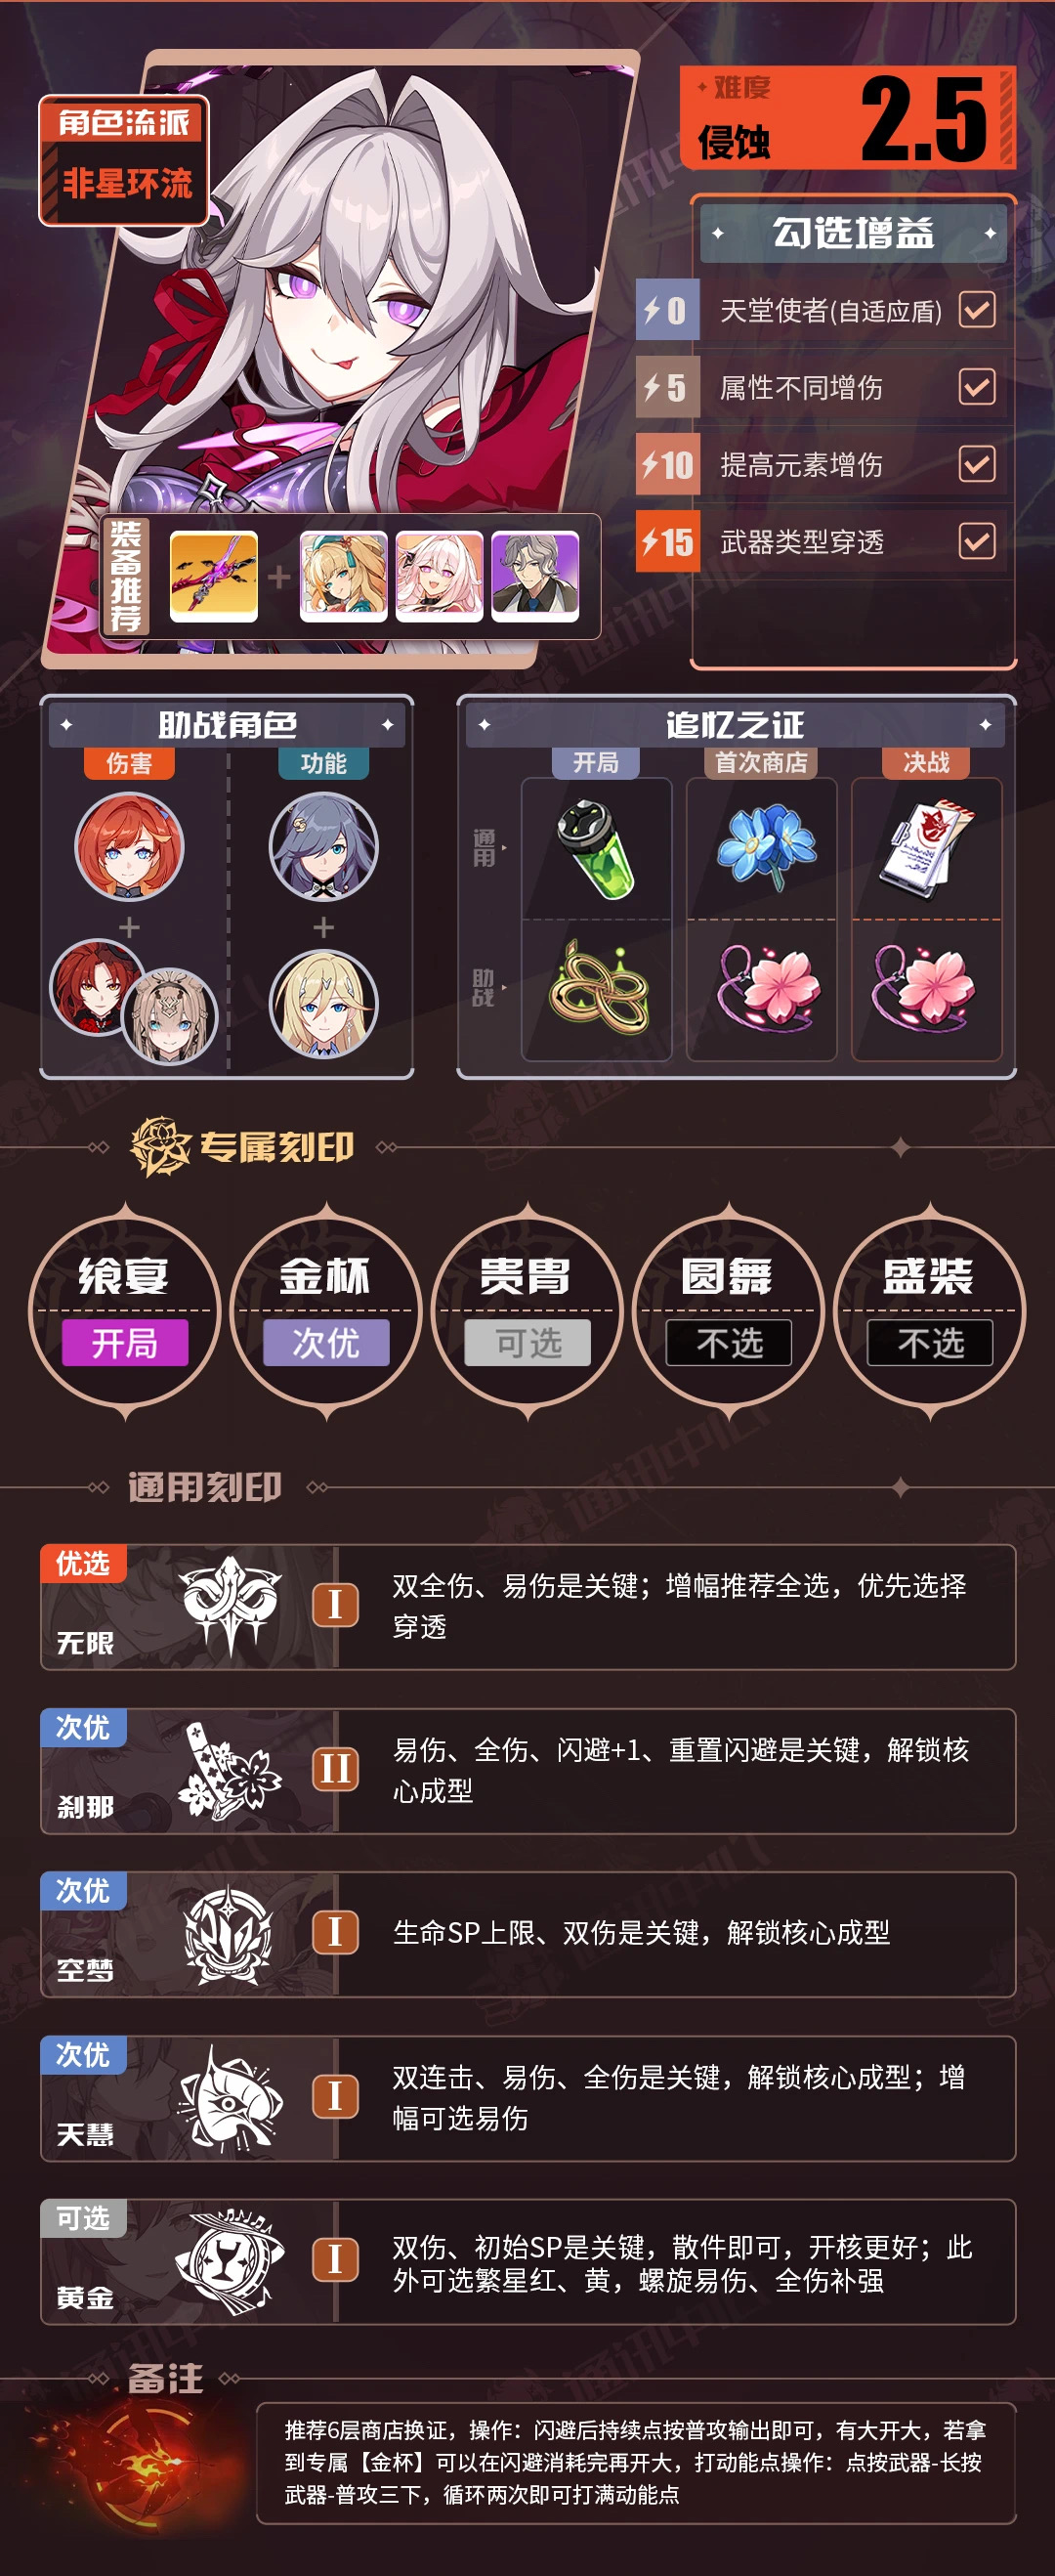 角色流派
非星环流
难度
侵蚀
2.5
勾选增益
0
天堂使者(自适应盾)
5
属性不同增伤
10
提高元素增伤
15
武器类型穿透
装备推荐
助战角色
伤害
功能
追忆之证
开局
首次商店
决战
通用
助战
专属刻印
飨宴
开局
金杯
次优
贵胄
可选
圆舞
不选
盛装
不选
通用刻印
优选
无限
I
双全伤、易伤是关键；增幅推荐全选，优先选择
穿透
次优
刹那
II
易伤、全伤、闪避+1、重置闪避是关键，解锁核
心成型
次优
空梦
I
生命SP上限、双伤是关键，解锁核心成型
次优
天慧
I
双连击、易伤、全伤是关键，解锁核心成型；增
幅可选易伤
可选
黄金
I
双伤、初始SP是关键，散件即可，开核更好；此
外可选繁星红、黄，螺旋易伤、全伤补强
备注
推荐6层商店换证，操作：闪避后持续点按普攻输出即可，有大开大，若拿
到专属【金杯】可以在闪避消耗完再开大，打动能点操作：点按武器-长按
武器-普攻三下，循环两次即可打满动能点